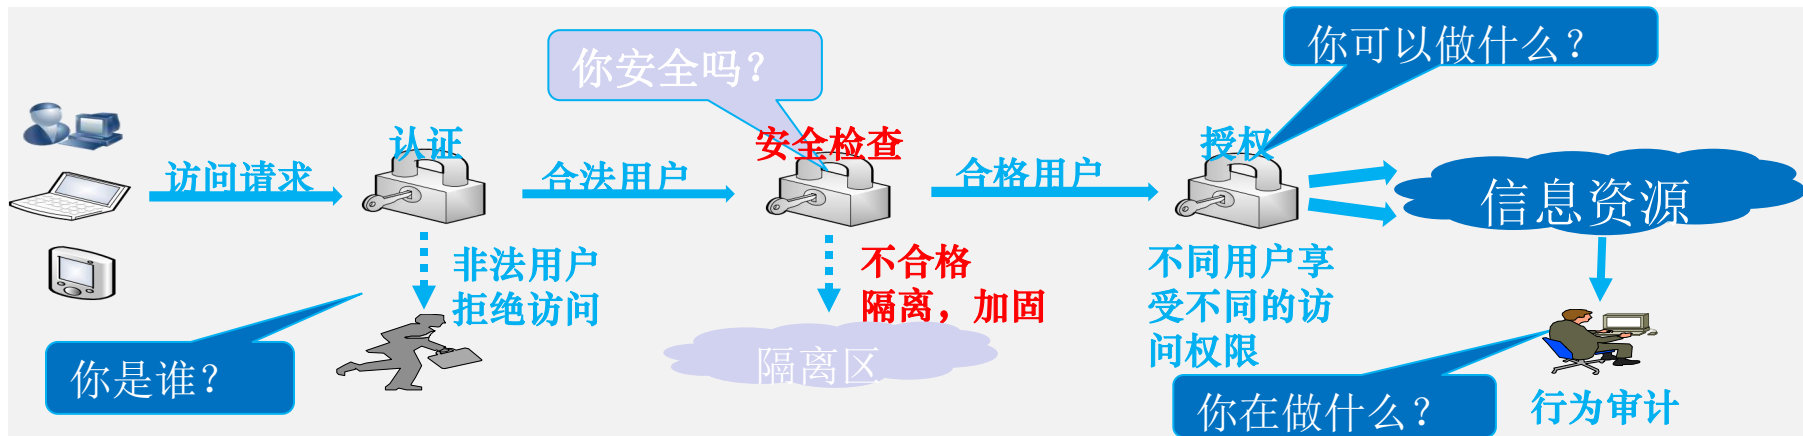 你可以做什么？
你安全吗？
认证
安全检查
授权
访问请求
合法用户
合格用户
信息资源
非法用户
拒绝访问
不合格
隔离，加固
不同用户享
受不同的访
问权限
你是谁？
隔离区
你在做什么？
行为审计